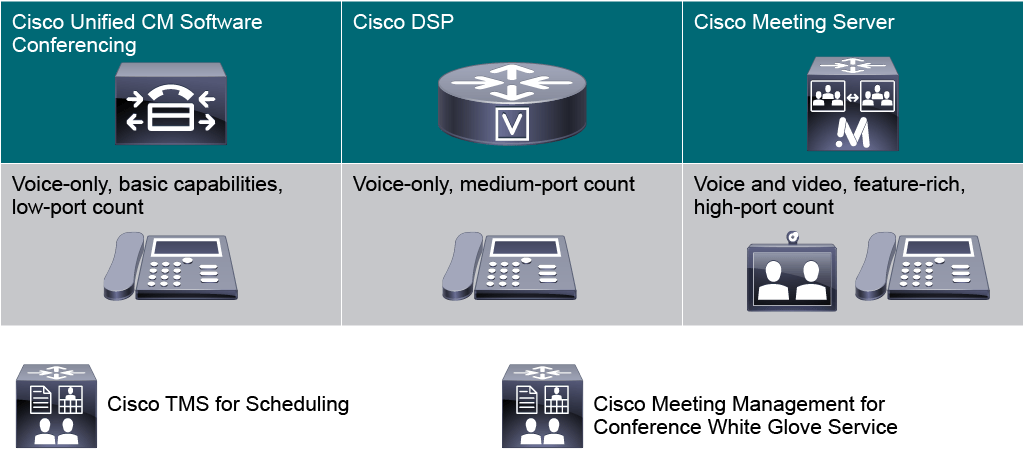 Cisco Unified CM Software
Conferencing
Cisco DSP
Cisco Meeting Server
V
M
Voice-only, basic capabilities,
low-port count
Voice-only, medium-port count
Voice and video, feature-rich,
high-port count
Cisco TMS for Scheduling
Cisco Meeting Management for
Conference White Glove Service